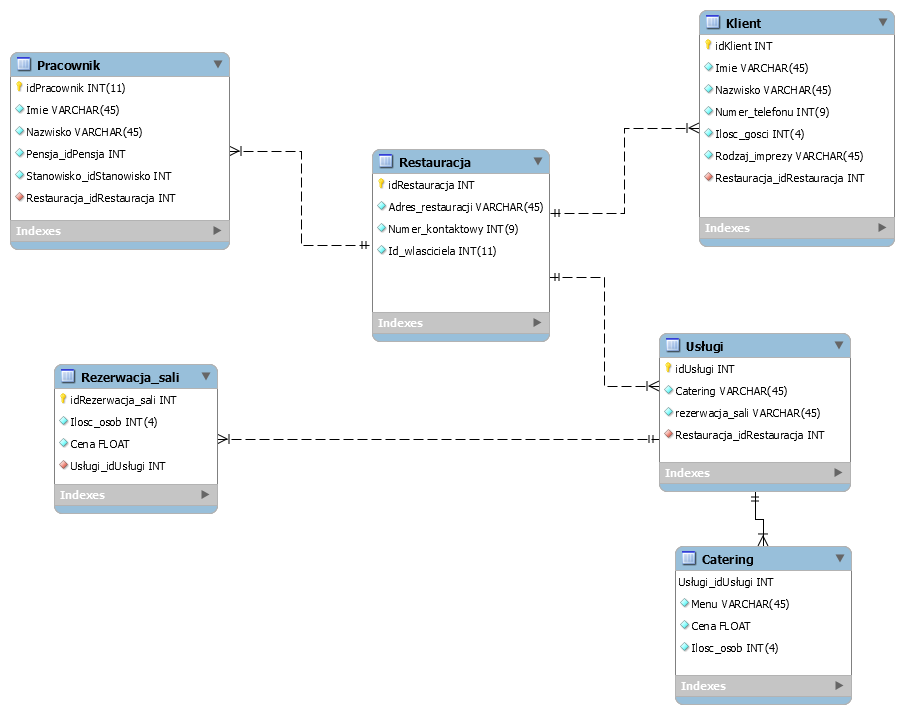 Pracownik
idPracownik INT(11)
Imie VARCHAR(45)
Nazwisko VARCHAR(45)
Pensja_idPensja INT
Stanowisko_idStanowisko INT
Restauracja_idRestauracja INT
Indexes
Restauracja
idRestauracja INT
Adres_restauracji VARCHAR(45)
Numer_kontaktowy INT(9)
Id_wlasciciela INT(11)
Indexes
Klient
idKlient INT
Imie VARCHAR(45)
Nazwisko VARCHAR(45)
Numer_telefonu INT(9)
Ilosc_gosci INT(4)
Rodzaj_imprezy VARCHAR(45)
Restauracja_idRestauracja INT
Indexes
Rezerwacja_sali
idRezerwacja_sali INT
Ilosc_osob INT(4)
Cena FLOAT
Usługi_idUsługi INT
Indexes
Usługi
idUsługi INT
Catering VARCHAR(45)
rezerwacja_sali VARCHAR(45)
Restauracja_idRestauracja INT
Indexes
Catering
Usługi_idUsługi INT
Menu VARCHAR(45)
Cena FLOAT
Ilosc_osob INT(4)
Indexes